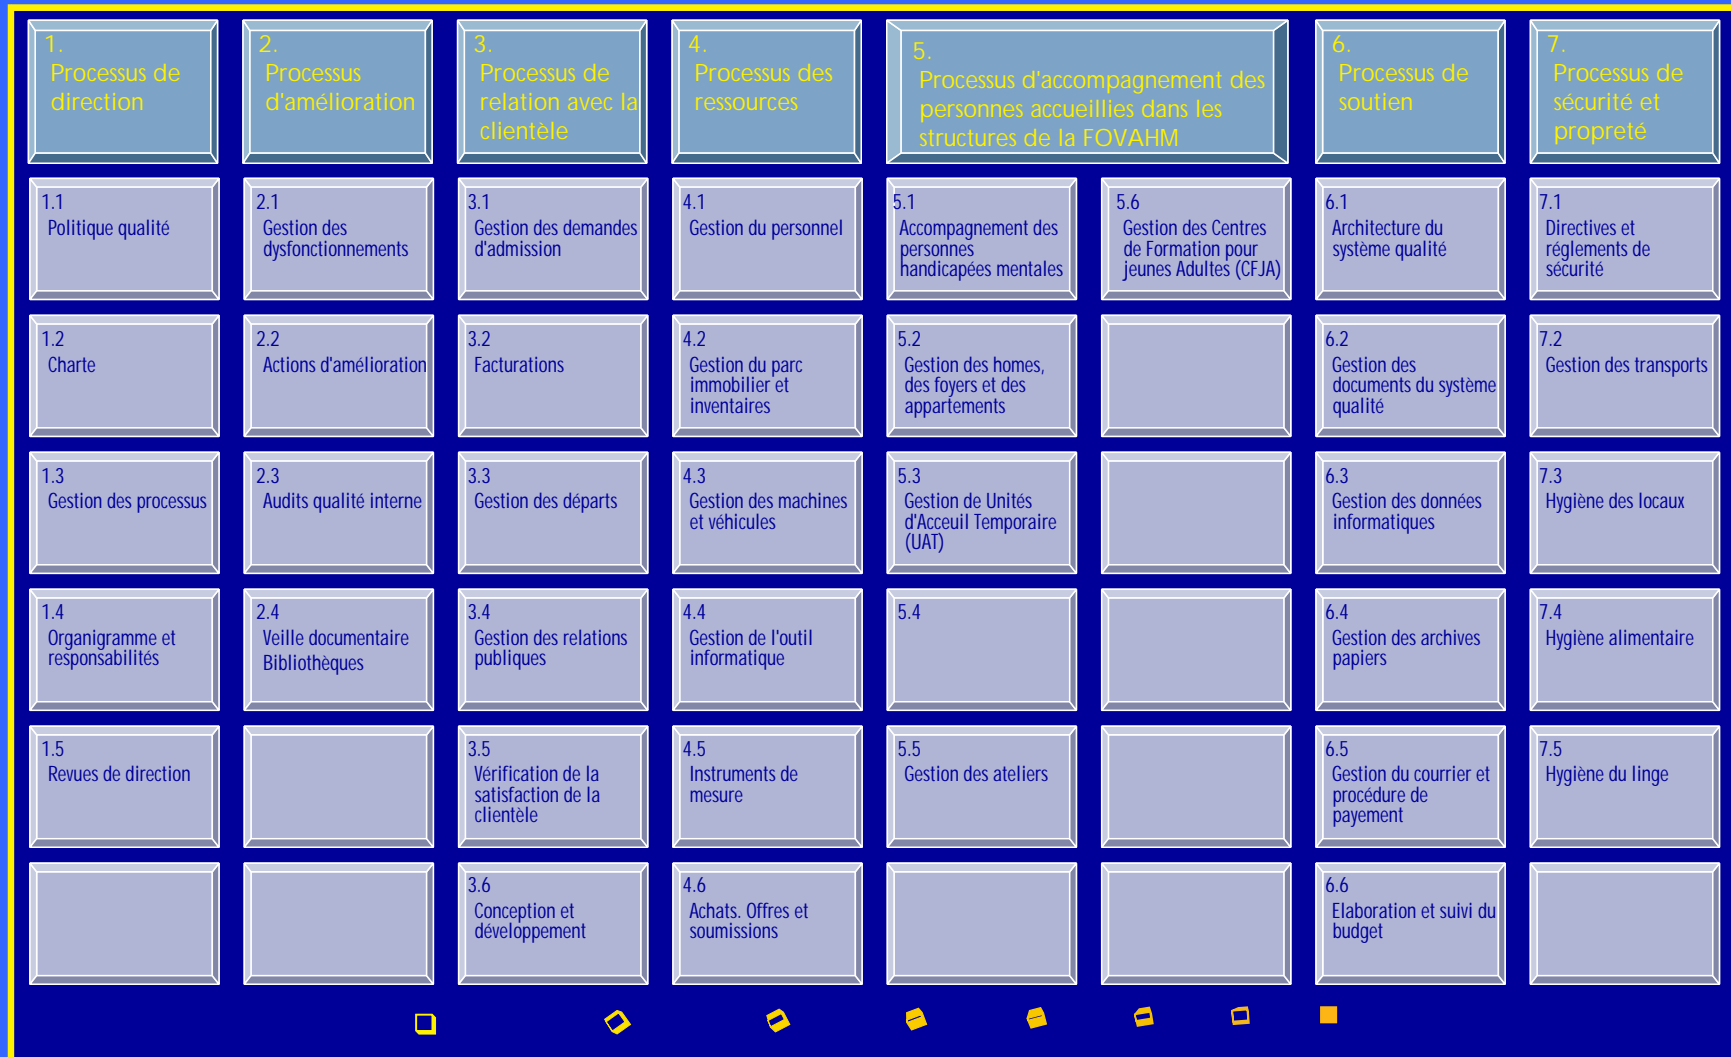 1.
Processus de
direction
2.
Processus
d'amélioration
3.
Processus de
relation avec la
clientèle
4.
Processus des
ressources
5.
Processus d'accompagnement des
personnes accueillies dans les
structures de la FOVAHM
6.
Processus de
soutien
7.
Processus de
sécurité et
propreté
1.1
Politique qualité
2.1
Gestion des
dysfonctionnements
3.1
Gestion des demandes
d'admission
4.1
Gestion du personnel
5.1
Accompagnement des
personnes
handicapées mentales
5.6
Gestion des Centres
de Formation pour
jeunes Adultes (CFJA)
6.1
Architecture du
système qualité
7.1
Directives et
réglements de
sécurité
1.2
Charte
2.2
Actions d'amélioration
3.2
Facturations
4.2
Gestion du parc
immobilier et
inventaires
5.2
Gestion des homes,
des foyers et des
appartements
6.2
Gestion des
documents du système
qualité
7.2
Gestion des transports
1.3
Gestion des processus
2.3
Audits qualité interne
3.3
Gestion des départs
4.3
Gestion des machines
et véhicules
5.3
Gestion de Unités
d'Acceuil Temporaire
(UAT)
6.3
Gestion des données
informatiques
7.3
Hygiène des locaux
1.4
Organigramme et
responsabilités
2.4
Veille documentaire
Bibliothèques
3.4
Gestion des relations
publiques
4.4
Gestion de l'outil
informatique
5.4
6.4
Gestion des archives
papiers
7.4
Hygiène alimentaire
1.5
Revues de direction
3.5
Vérification de la
satisfaction de la
clientèle
4.5
Instruments de
mesure
5.5
Gestion des ateliers
6.5
Gestion du courrier et
procédure de
payement
7.5
Hygiène du linge
3.6
Conception et
développement
4.6
Achats. Offres et
soumissions
6.6
Elaboration et suivi du
budget